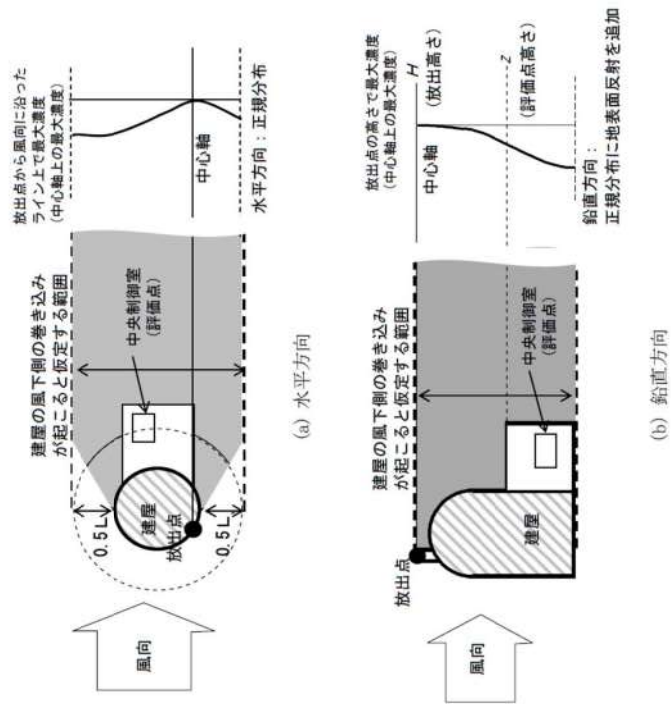 放出点から風向に沿った
ライン上で最大濃度
(中心軸上の最大濃度)
中心軸
水平方向：正規分布
建屋の風下側の巻き込み
が起こると仮定する範囲
中央制御室
(評価点)
0.5L
建屋
放出点
0.5L
風向
(a) 水平方向
放出点の高さで最大濃度
(中心軸上の最大濃度)
中心軸
H
(放出高さ)
z
(評価点高さ)
鉛直方向：
正規分布に地表面反射を追加
建屋の風下側の巻き込み
が起こると仮定する範囲
中央制御室
(評価点)
放出点
建屋
風向
(b) 鉛直方向